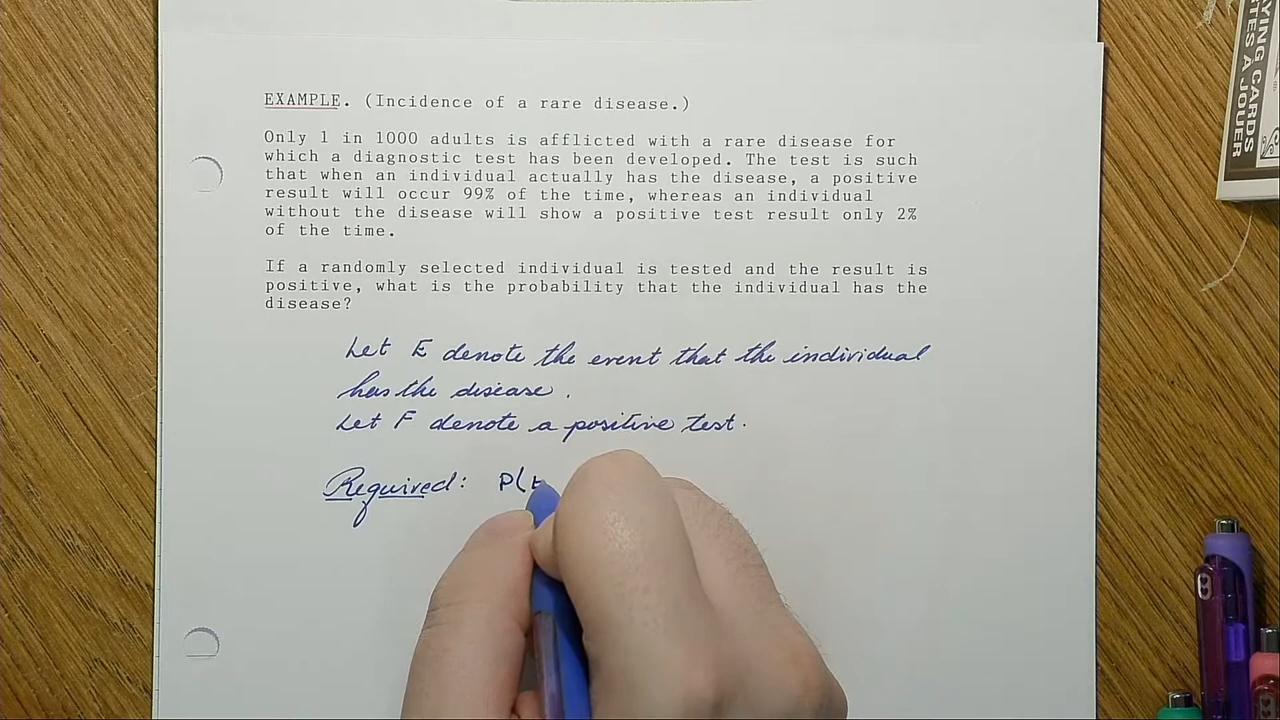 EXAMPLE. (Incidence of a rare disease.)
Only 1 in 1000 adults is afflicted with a rare disease for
which a diagnostic test has been developed. The test is such
that when an individual actually has the disease, a positive
result will occur 99% of the time, whereas an individual
without the disease will show a positive test result only 2%
of the time.
If a randomly selected individual is tested and the result is
positive, what is the probability that the individual has the
disease?
Let E denote the event that the individual
has the disease.
Let F denote a positive test.
Required: P(E
YING CARDS
TES À JOUER